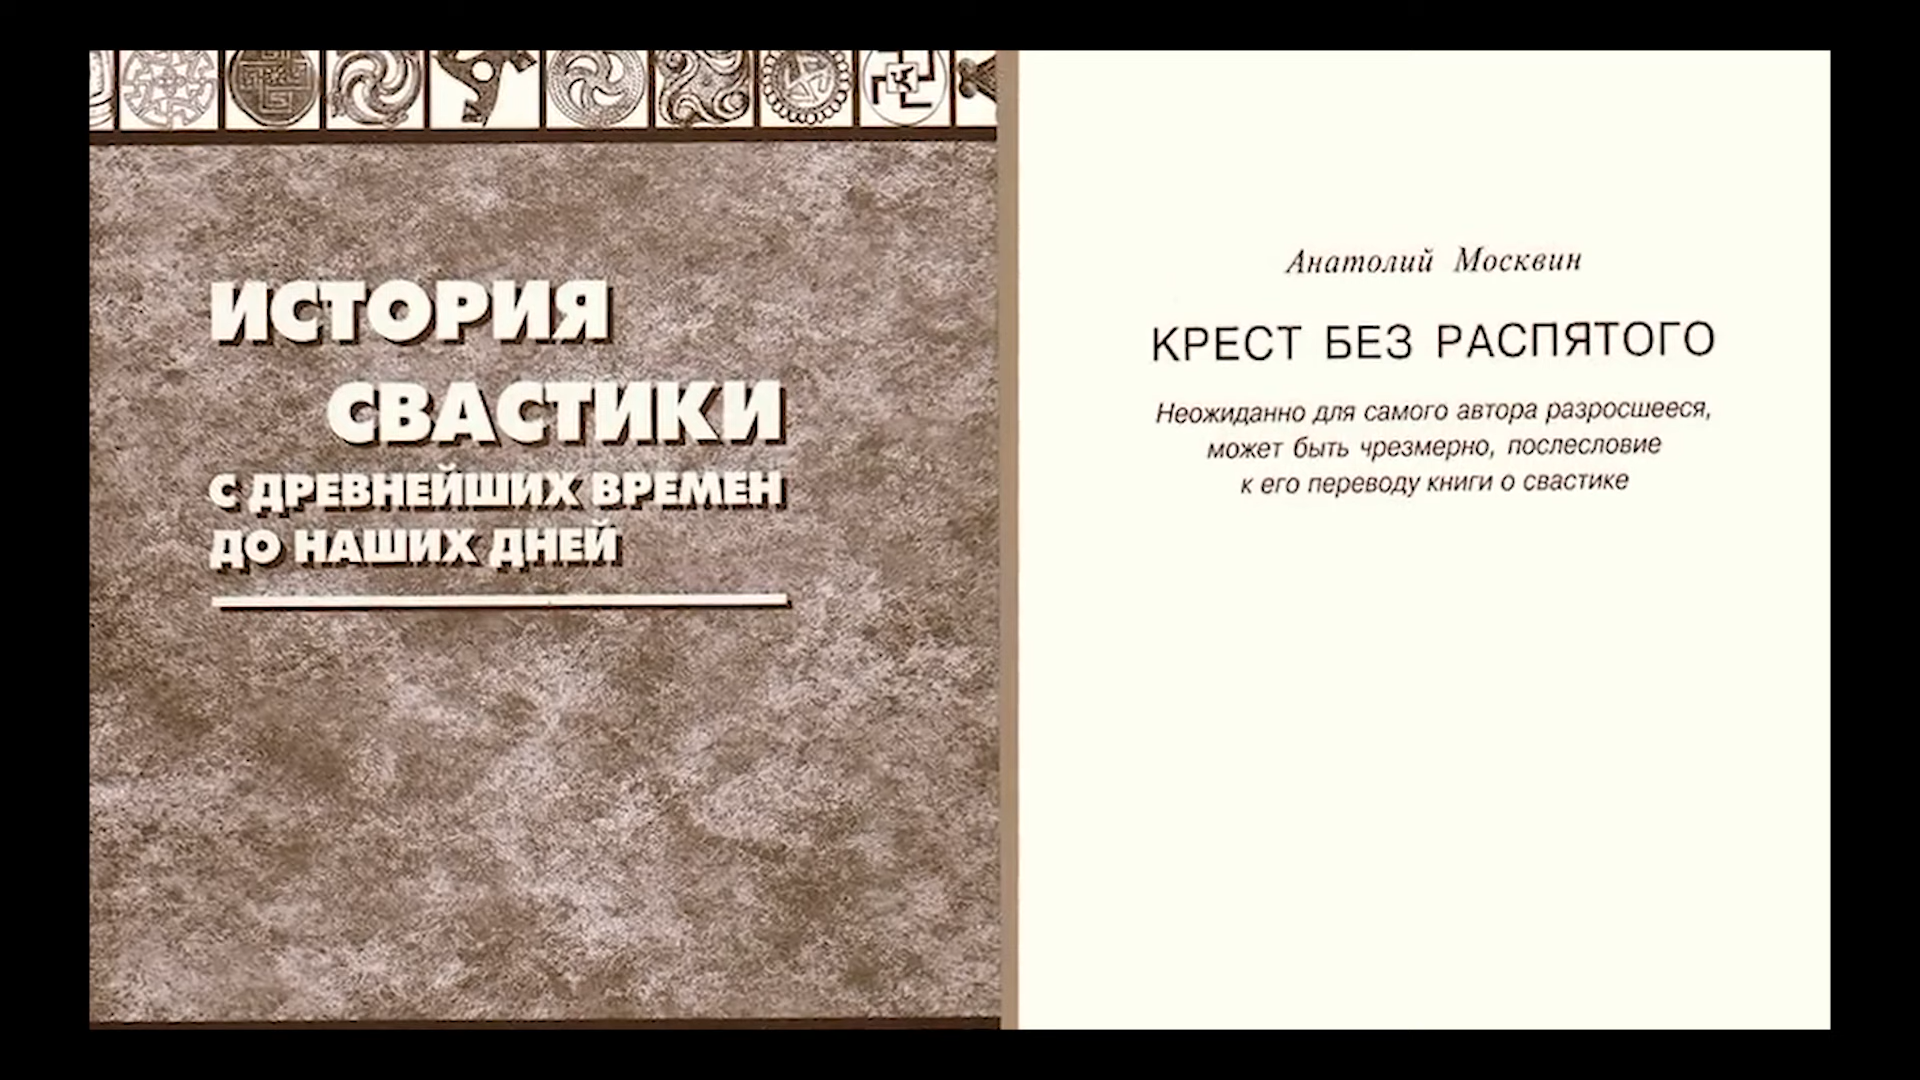 ИСТОРИЯ
СВАСТИКИ
С ДРЕВНЕЙШИХ ВРЕМЕН
ДО НАШИХ ДНЕЙ
Анатолий Москвин
КРЕСТ БЕЗ РАСПЯТОГО
Неожиданно для самого автора разросшееся,
может быть чрезмерно, послесловие
к его переводу книги о свастике